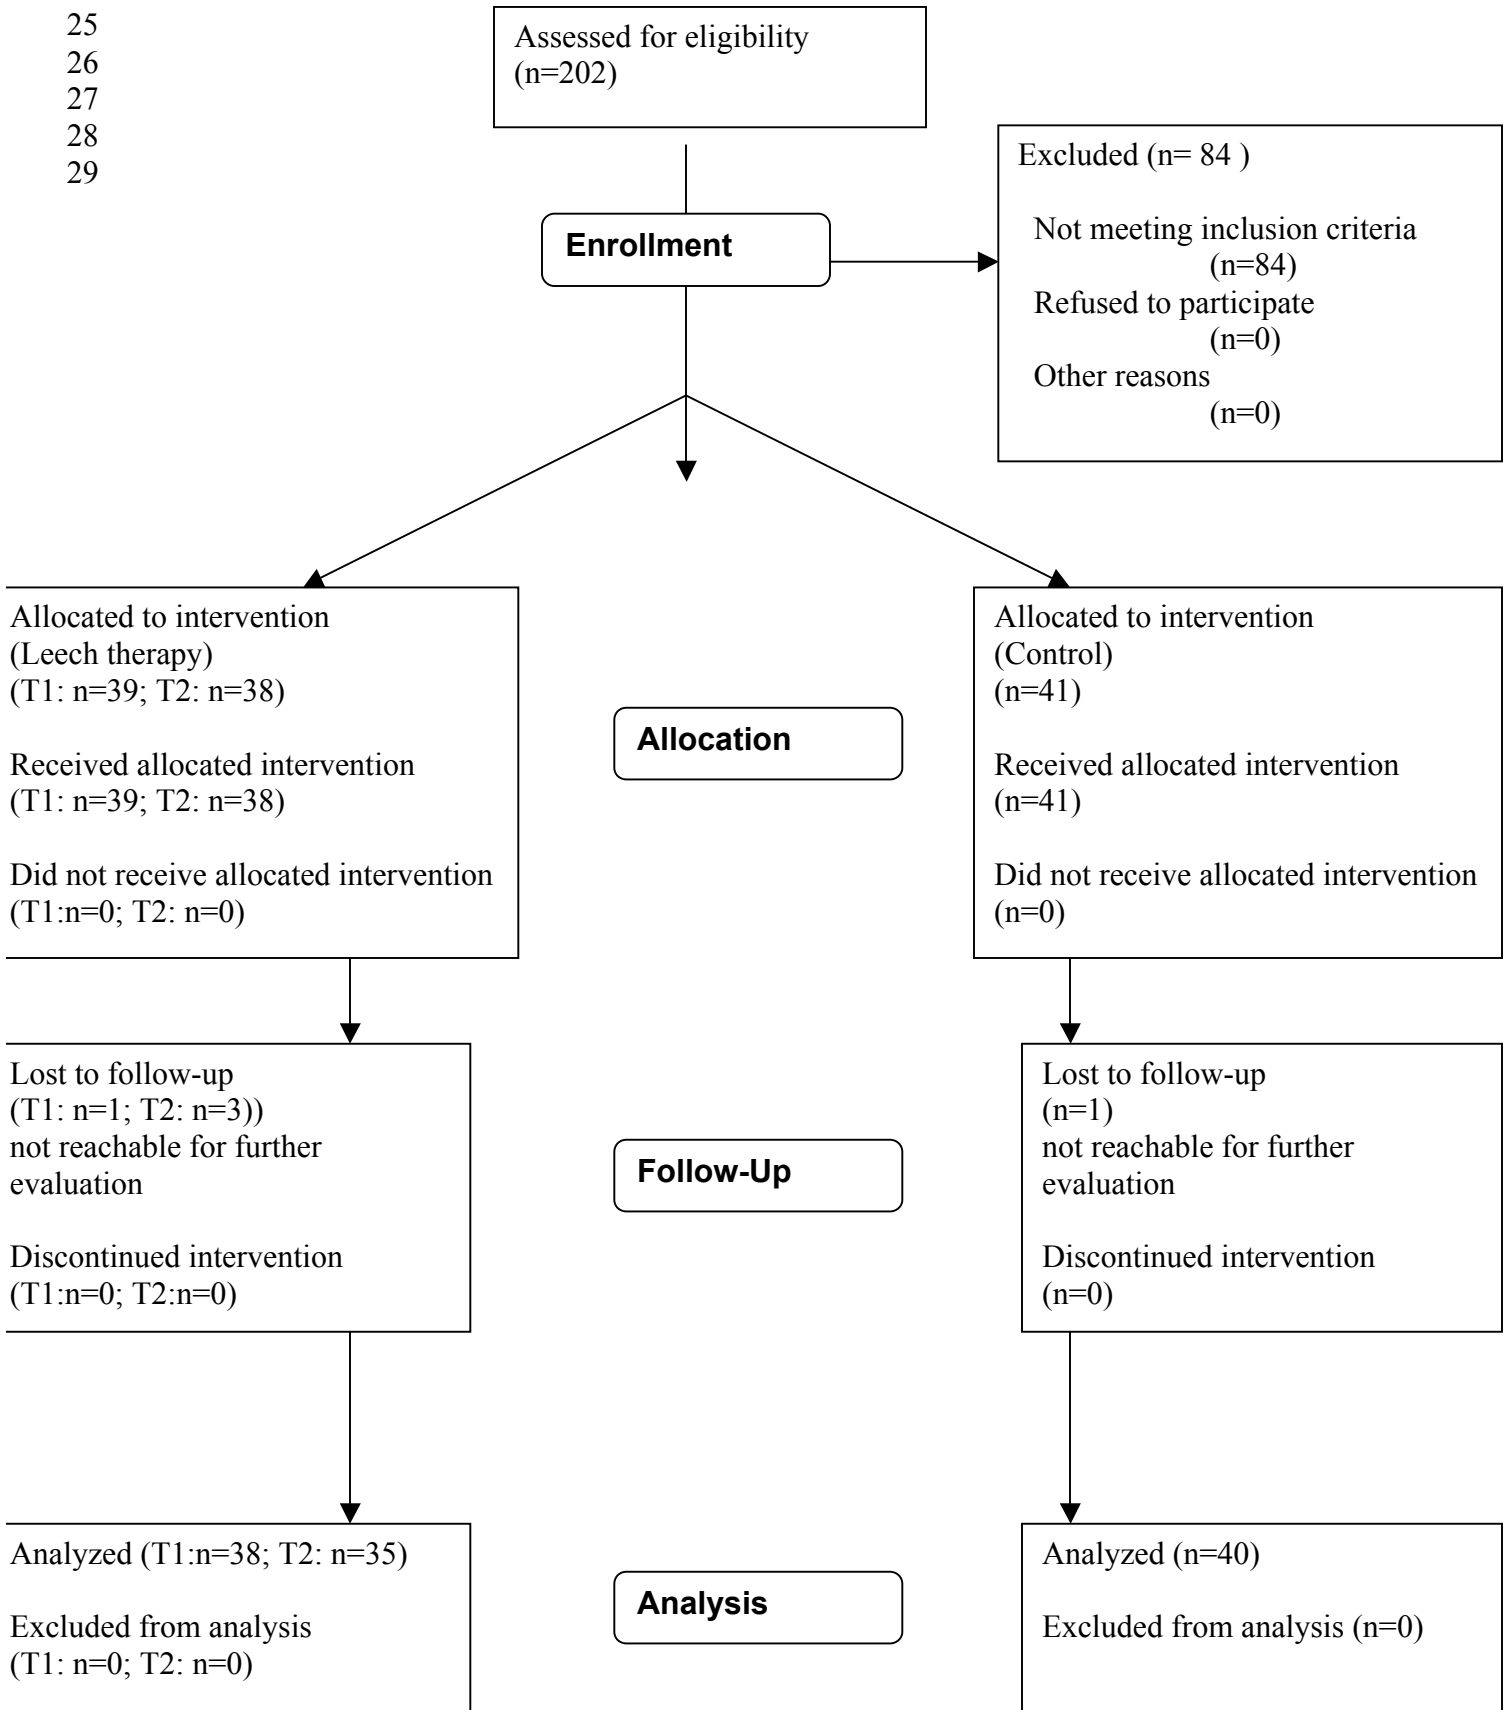 25
26
27
28
29
Assessed for eligibility
(n=202)
Excluded (n= 84 )
Not meeting inclusion criteria
(n=84)
Refused to participate
(n=0)
Other reasons
(n=0)
Enrollment
Allocated to intervention
(Leech therapy)
(T1: n=39; T2: n=38)
Received allocated intervention
(T1: n=39; T2: n=38)
Did not receive allocated intervention
(T1:n=0; T2: n=0)
Allocation
Allocated to intervention
(Control)
(n=41)
Received allocated intervention
(n=41)
Did not receive allocated intervention
(n=0)
Lost to follow-up
(T1: n=1; T2: n=3))
not reachable for further
evaluation
Discontinued intervention
(T1:n=0; T2:n=0)
Follow-Up
Lost to follow-up
(n=1)
not reachable for further
evaluation
Discontinued intervention
(n=0)
Analyzed (T1:n=38; T2: n=35)
Excluded from analysis
(T1: n=0; T2: n=0)
Analysis
Analyzed (n=40)
Excluded from analysis (n=0)